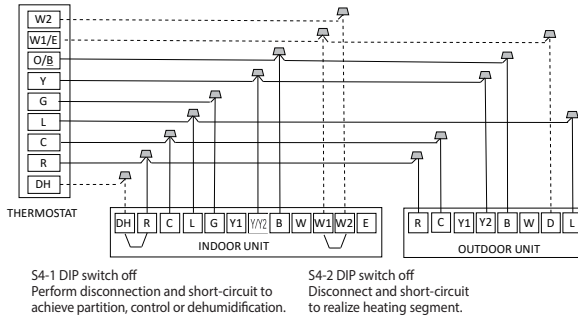 W2
W1/E
O/B
Y
G
L
C
R
DH
THERMOSTAT
DH R C L G Y1 Y/Y2 B W W1 W2 E
INDOOR UNIT
R C Y1 Y2 B W D L
OUTDOOR UNIT
S4-1 DIP switch off
Perform disconnection and short-circuit to
achieve partition, control or dehumidification.
S4-2 DIP switch off
Disconnect and short-circuit
to realize heating segment.